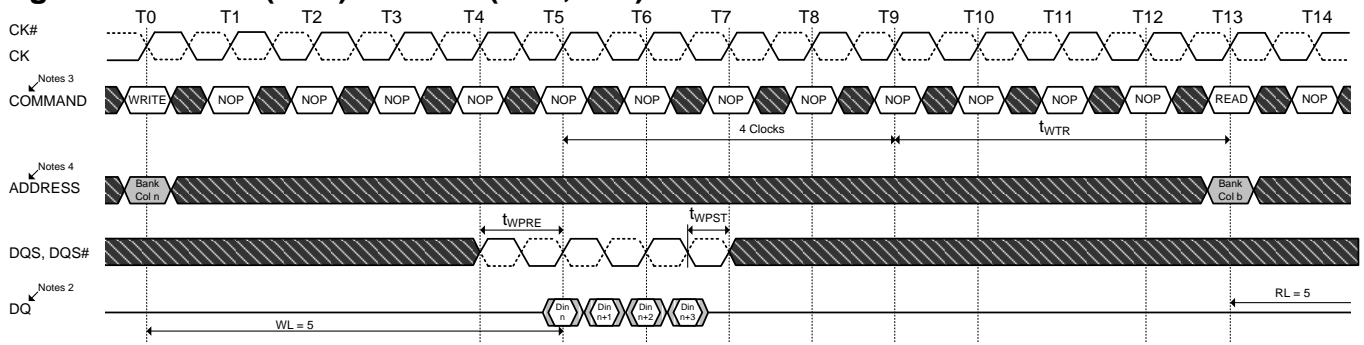 T0 T1 T2 T3 T4 T5 T6 T7 T8 T9 T10 T11 T12 T13 T14
CK#
CK
Notes 3
COMMAND WRITE NOP NOP NOP NOP NOP NOP NOP NOP NOP NOP NOP NOP READ NOP
4 Clocks tWTR
Notes 4
ADDRESS Bank Col n Bank Col b
tWPRE tWPST
DQS, DQS#
Notes 2
DQ Din n Din n+1 Din n+2 Din n+3
RL = 5
WL = 5